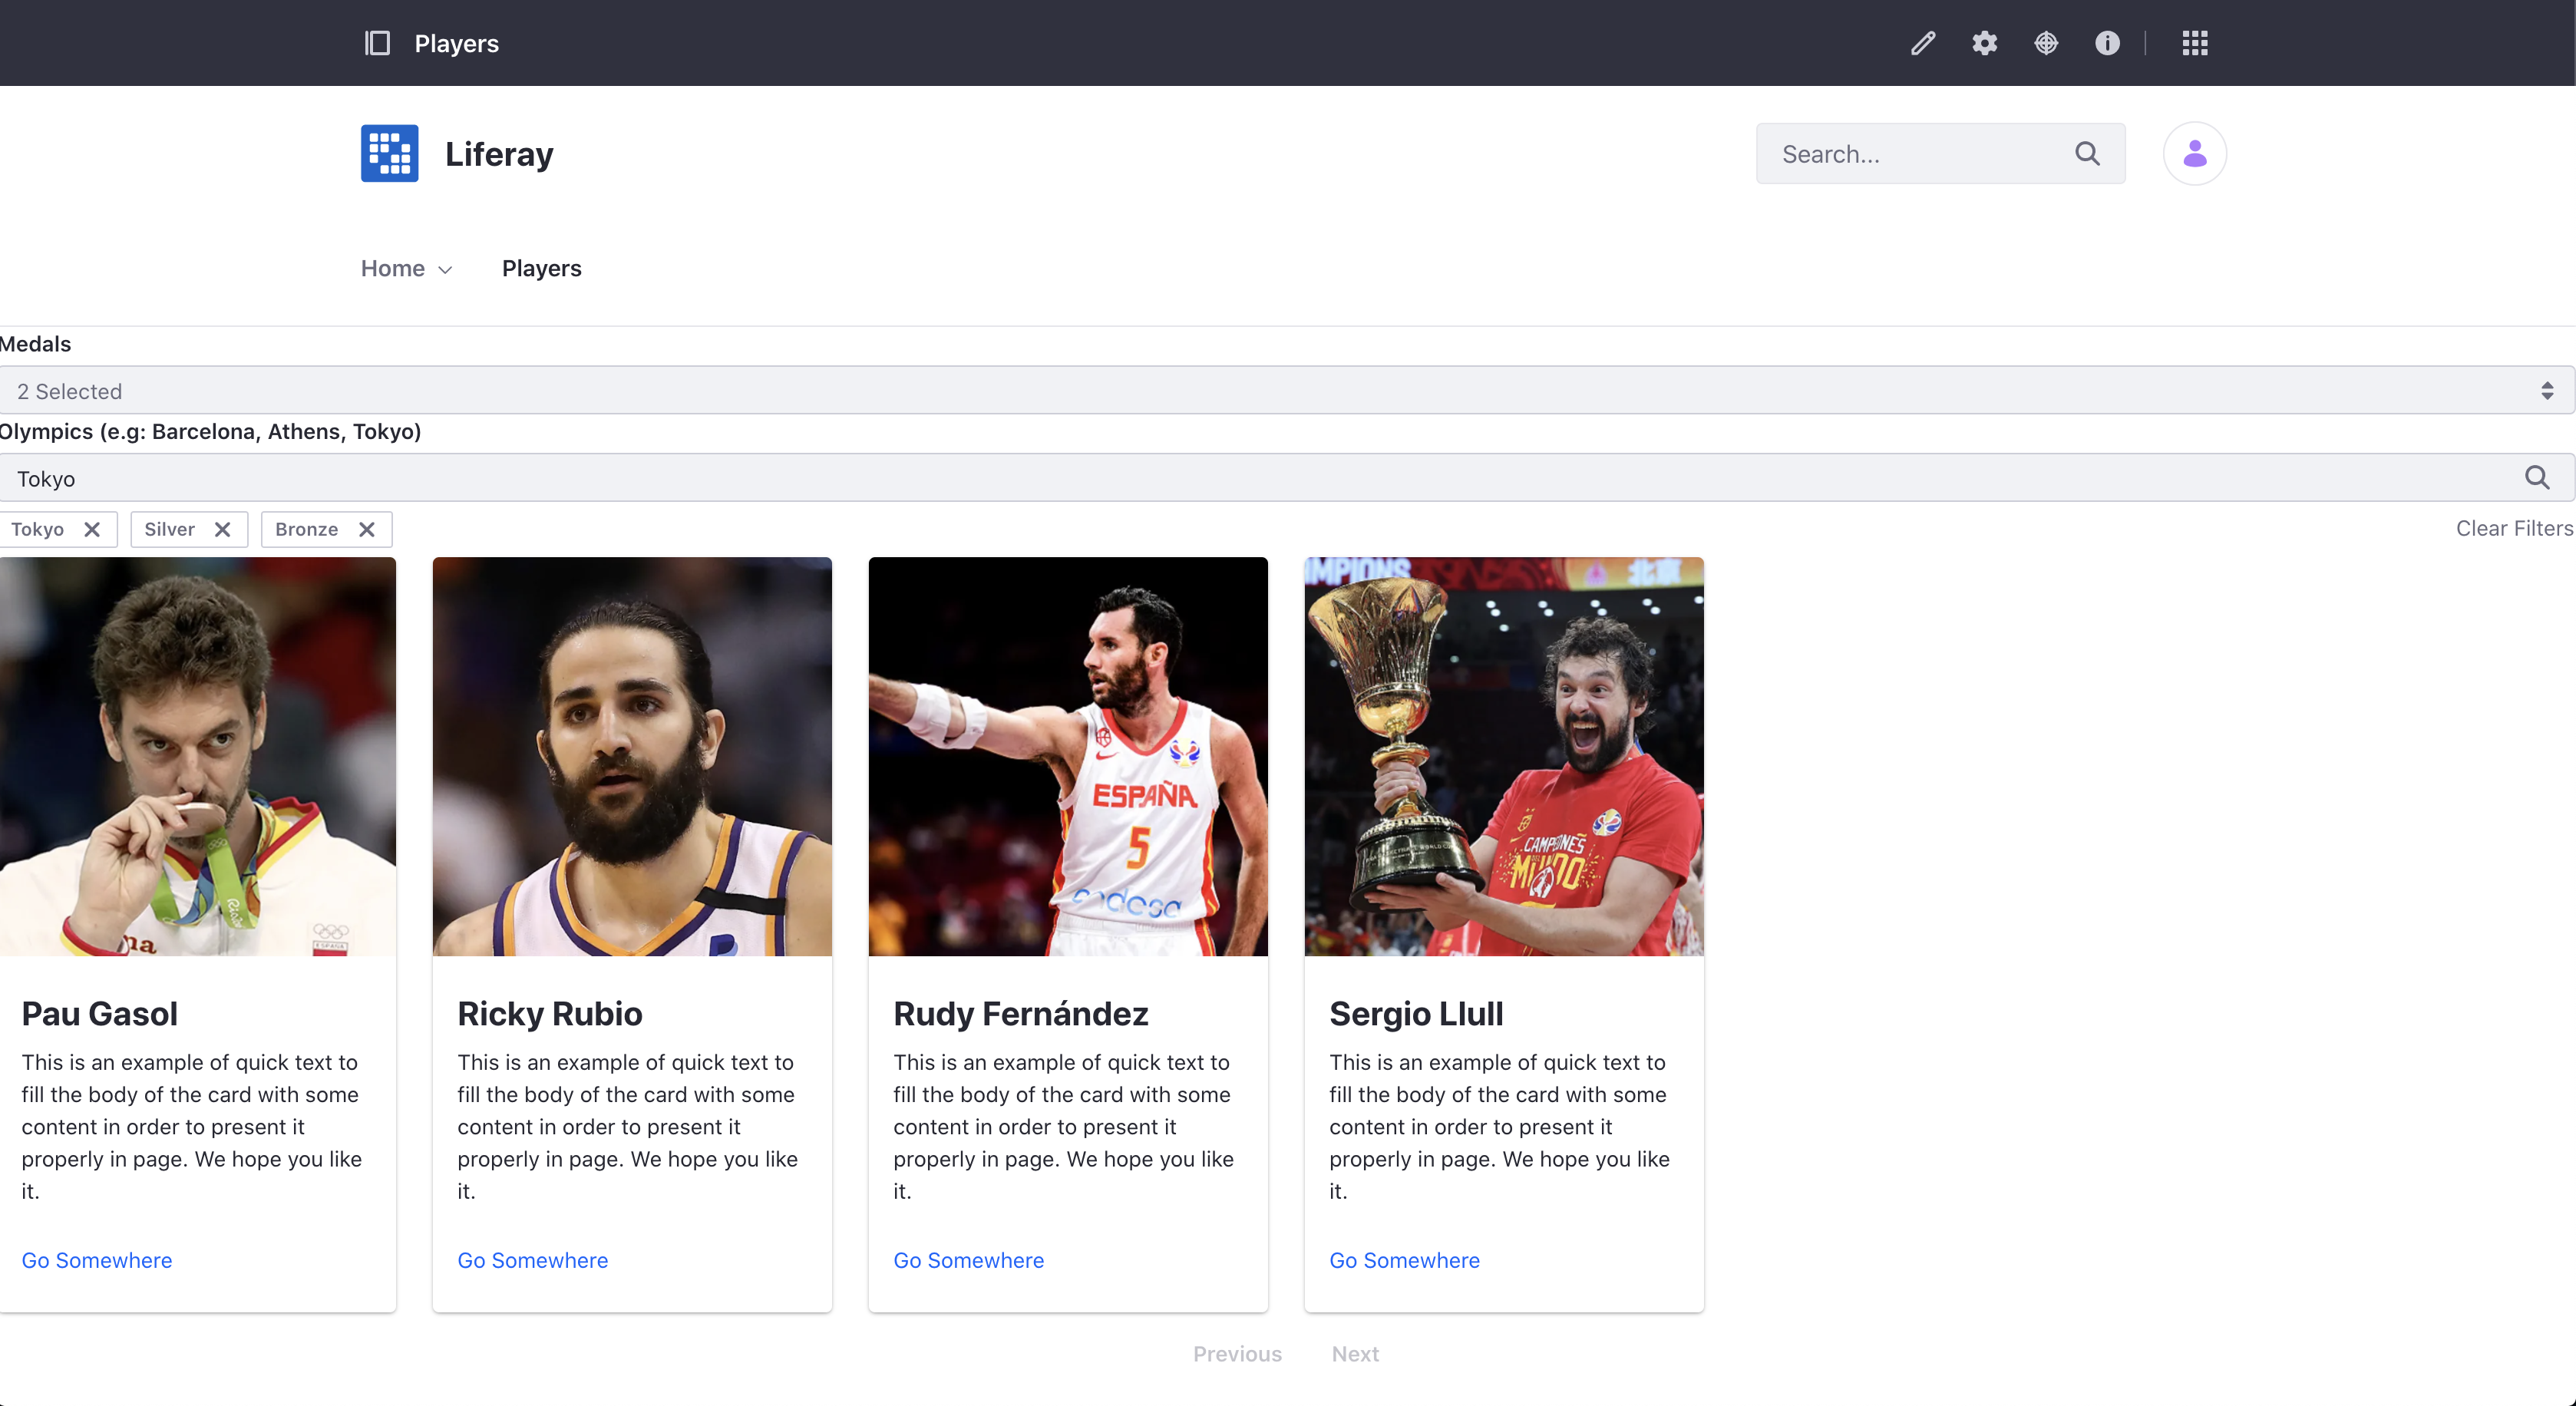 Players
Liferay
Search...
Home Players
Medals
2 Selected
Olympics (e.g: Barcelona, Athens, Tokyo)
Tokyo
Tokyo Silver Bronze Clear Filters
ESPAÑA
5
endesa
CAMPEONES
MUNDO
ESPAÑA
Pau Gasol
This is an example of quick text to
fill the body of the card with some
content in order to present it
properly in page. We hope you like
it.
Go Somewhere
Ricky Rubio
This is an example of quick text to
fill the body of the card with some
content in order to present it
properly in page. We hope you like
it.
Go Somewhere
Rudy Fernández
This is an example of quick text to
fill the body of the card with some
content in order to present it
properly in page. We hope you like
it.
Go Somewhere
Sergio Llull
This is an example of quick text to
fill the body of the card with some
content in order to present it
properly in page. We hope you like
it.
Go Somewhere
Previous Next